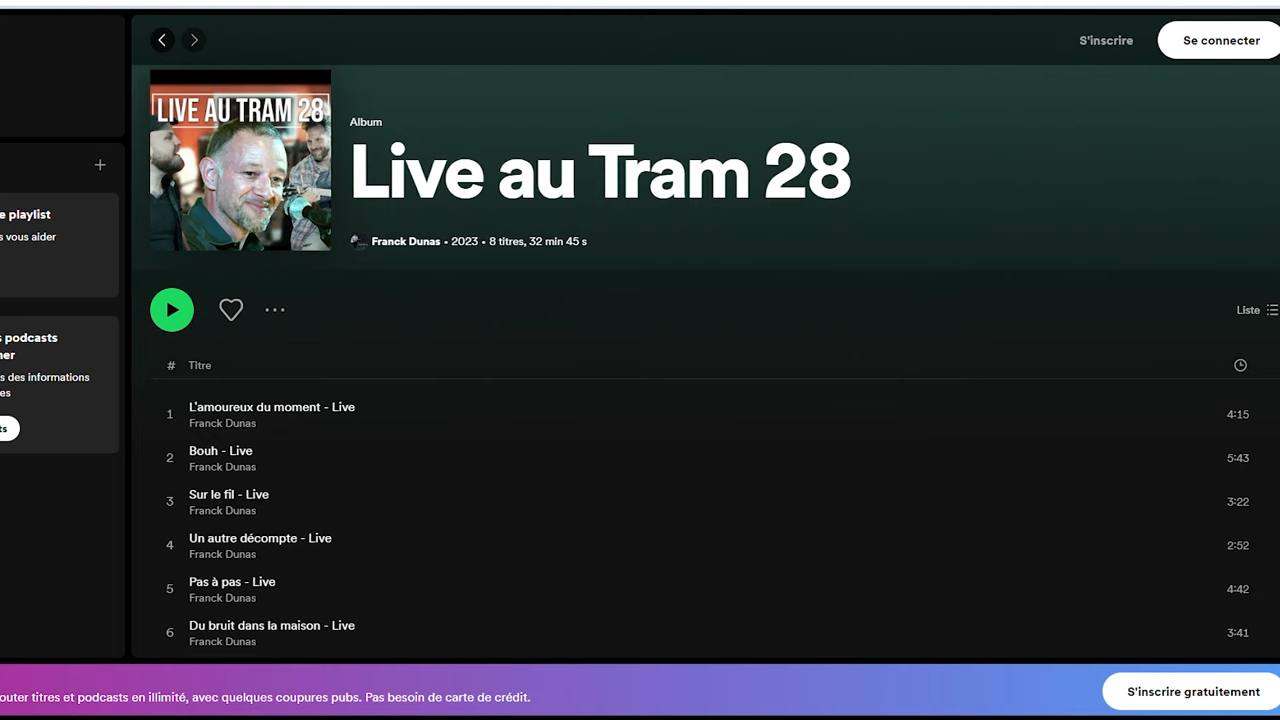 S'inscrire
Se connecter
LIVE AU TRAM 28
Album
Live au Tram 28
Franck Dunas • 2023 • 8 titres, 32 min 45 s
e playlist
s vous aider
s podcasts
ner
s des informations
es
ts
Liste
# Titre
1 L'amoureux du moment - Live 4:15
Franck Dunas
2 Bouh - Live 5:43
Franck Dunas
3 Sur le fil - Live 3:22
Franck Dunas
4 Un autre décompte - Live 2:52
Franck Dunas
5 Pas à pas - Live 4:42
Franck Dunas
6 Du bruit dans la maison - Live 3:41
Franck Dunas
outer titres et podcasts en illimité, avec quelques coupures pubs. Pas besoin de carte de crédit.
S'inscrire gratuitement